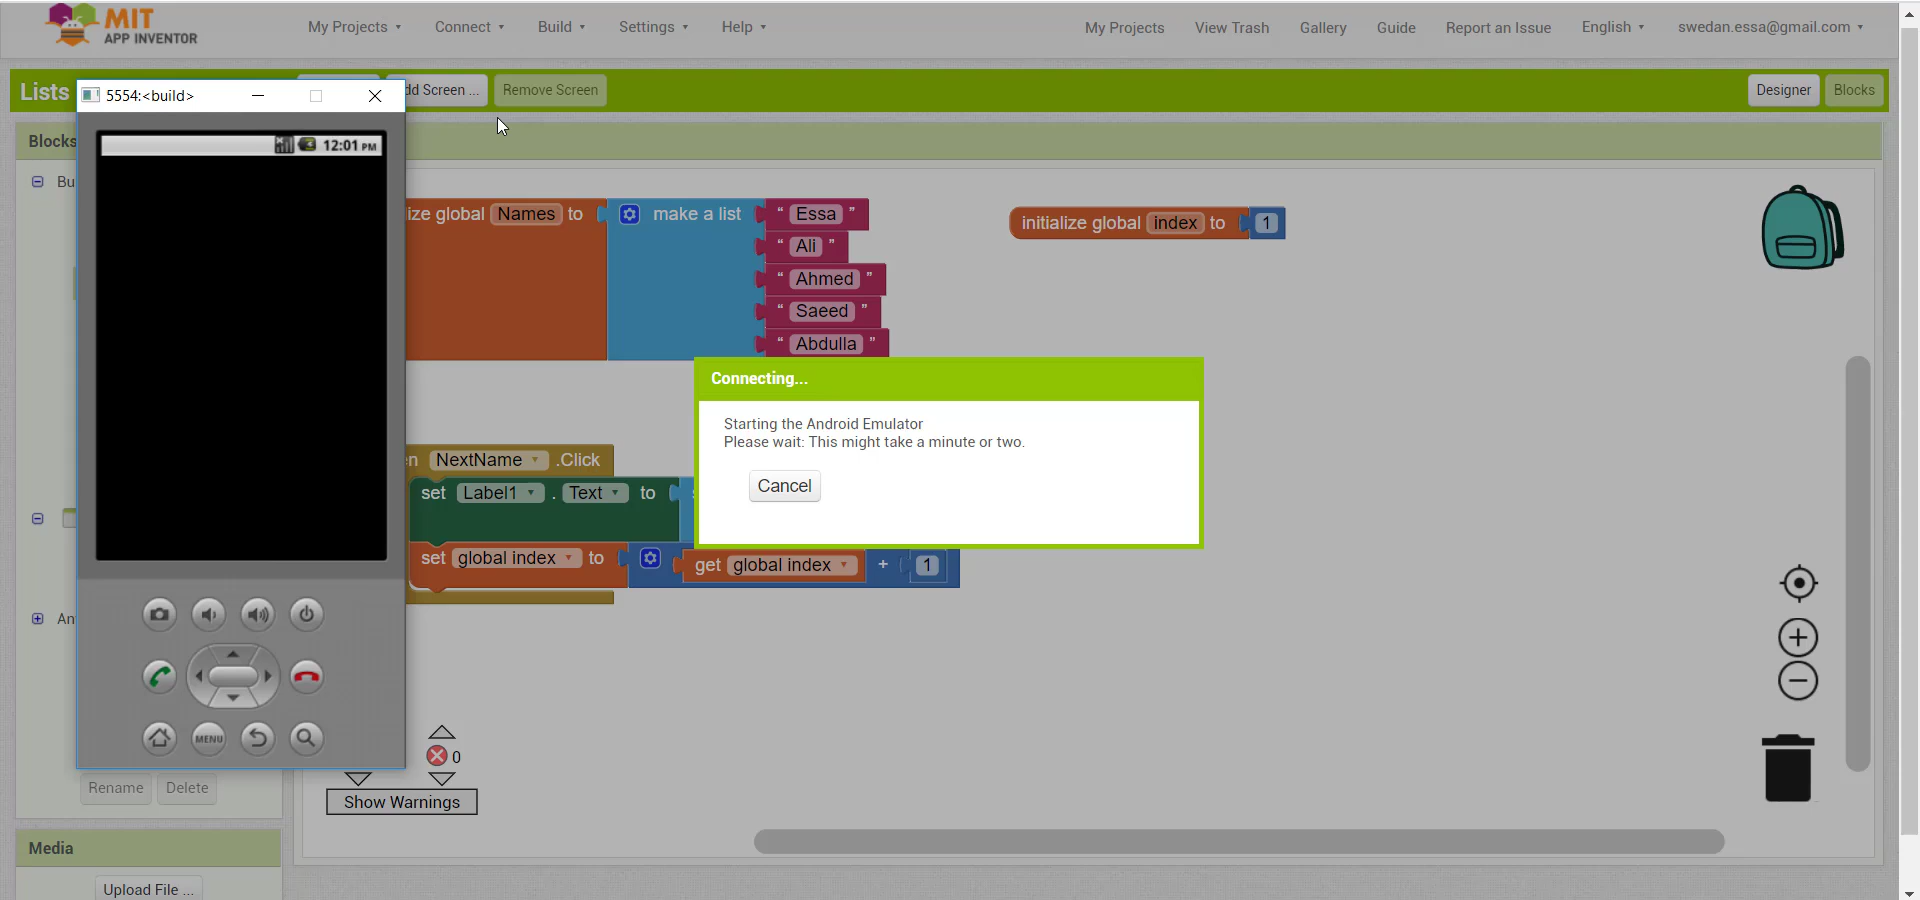 MIT
APP INVENTOR
My Projects
Connect
Build
Settings
Help
My Projects
View Trash
Gallery
Guide
Report an Issue
English
swedan.essa@gmail.com
Lists
5554:<build>
dd Screen ...
Remove Screen
Designer
Blocks
Blocks
12:01 PM
Bu
ize global Names to
make a list
“ Essa ”
“ Ali ”
“ Ahmed ”
“ Saeed ”
“ Abdulla ”
initialize global index to 1
Connecting...
Starting the Android Emulator
Please wait: This might take a minute or two.
Cancel
n NextName .Click
set Label1 . Text to
set global index to get global index + 1
An
MENU
0
Show Warnings
Rename
Delete
Media
Upload File ...